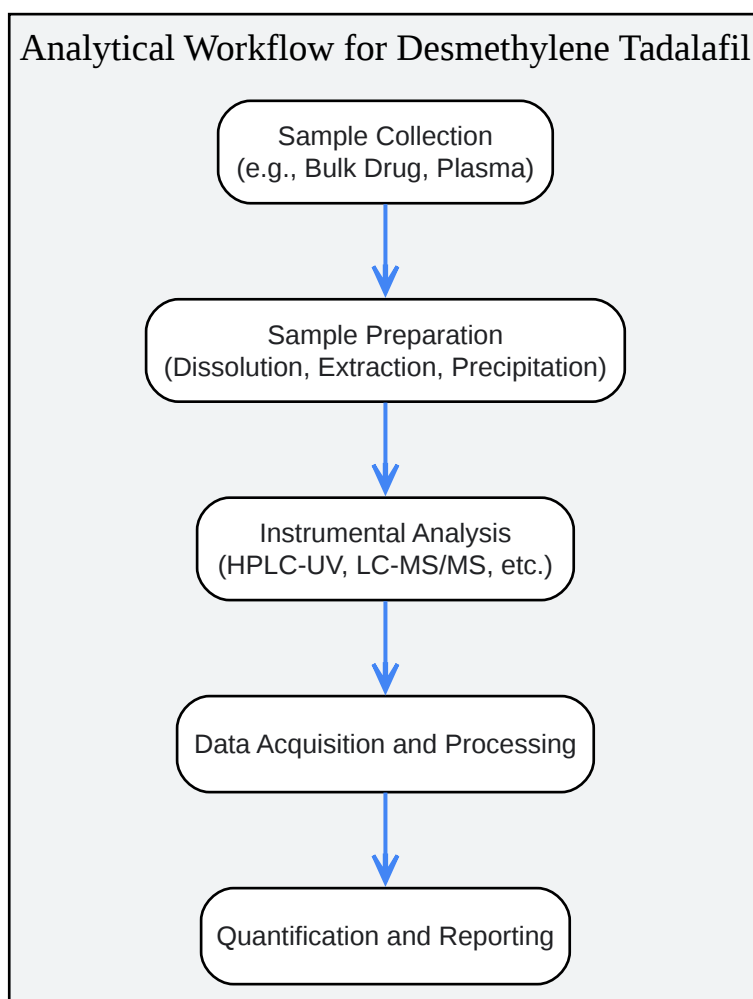 Analytical Workflow for Desmethylene Tadalafil
Sample Collection
(e.g., Bulk Drug, Plasma)
Sample Preparation
(Dissolution, Extraction, Precipitation)
Instrumental Analysis
(HPLC-UV, LC-MS/MS, etc.)
Data Acquisition and Processing
Quantification and Reporting